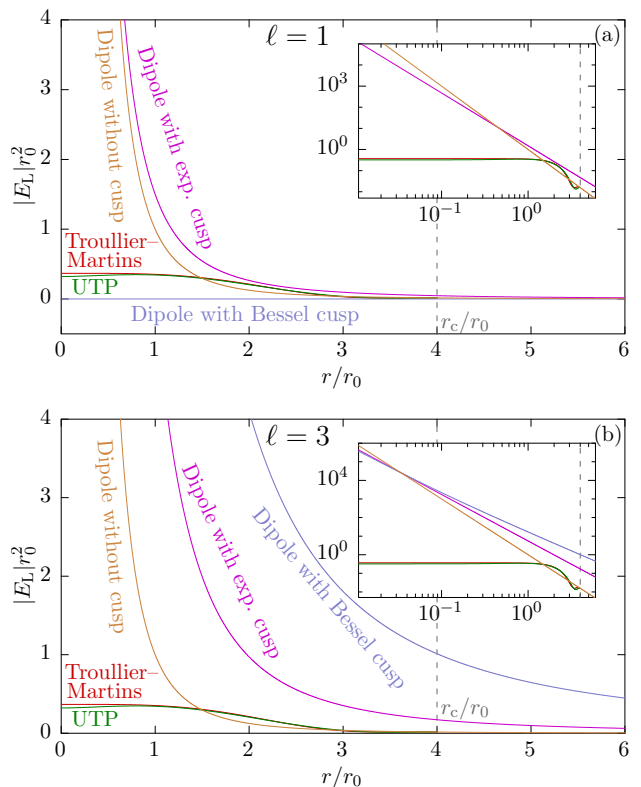 ℓ = 1
(a)
|E_L|r_0^2
4
3
2
1
0
Dipole without cusp
Dipole with exp. cusp
Troullier–
Martins
UTP
Dipole with Bessel cusp
r_c/r_0
10^5
10^0
10^{-1}
10^0
0 1 2 3 4 5 6
r/r_0
ℓ = 3
(b)
|E_L|r_0^2
4
3
2
1
0
Dipole without cusp
Dipole with exp. cusp
Dipole with Bessel cusp
Troullier–
Martins
UTP
r_c/r_0
10^4
10^0
10^{-1}
10^0
0 1 2 3 4 5 6
r/r_0